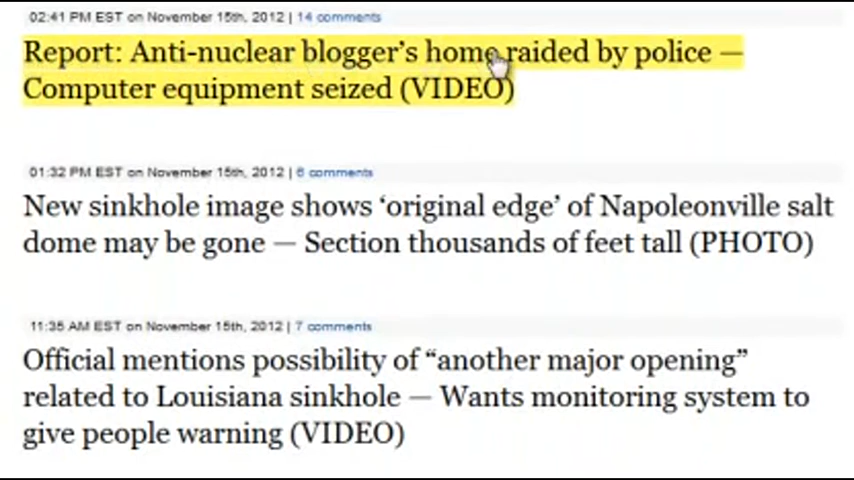 02:41 PM EST on November 15th, 2012 | 14 comments
Report: Anti-nuclear blogger’s home raided by police —
Computer equipment seized (VIDEO)
01:32 PM EST on November 15th, 2012 | 6 comments
New sinkhole image shows ‘original edge’ of Napoleonville salt
dome may be gone — Section thousands of feet tall (PHOTO)
11:35 AM EST on November 15th, 2012 | 7 comments
Official mentions possibility of “another major opening”
related to Louisiana sinkhole — Wants monitoring system to
give people warning (VIDEO)